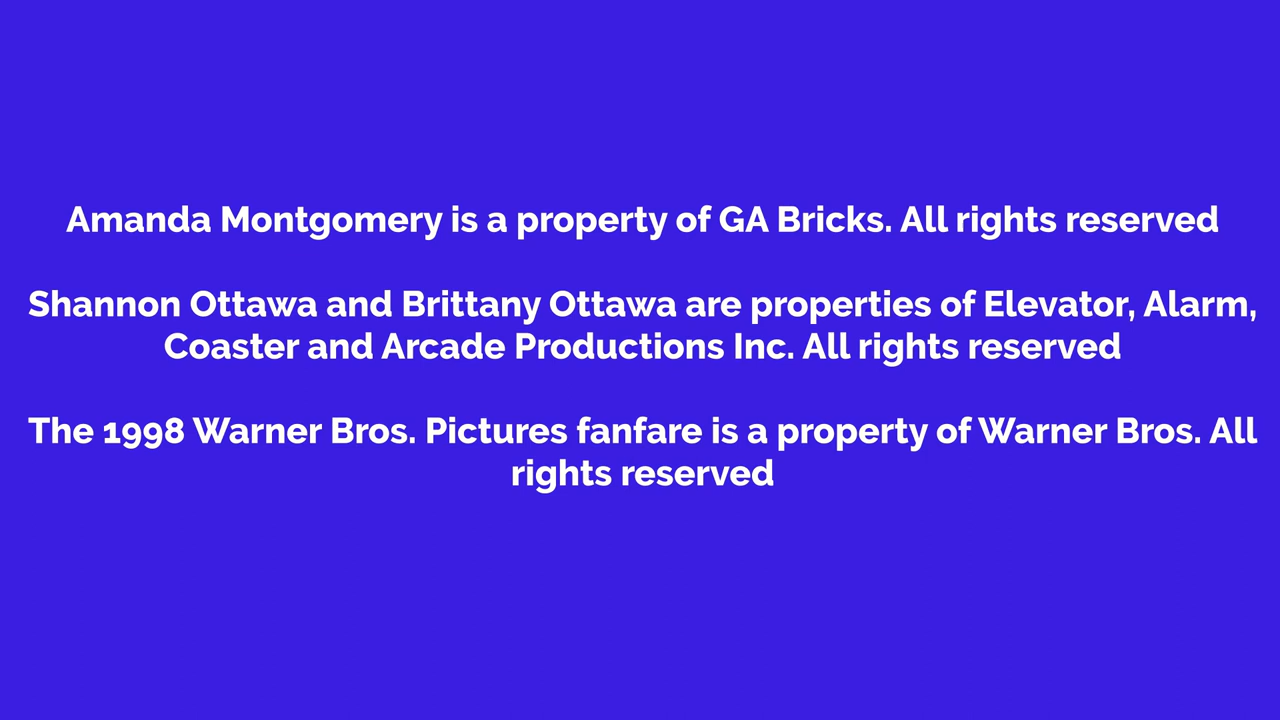 Amanda Montgomery is a property of GA Bricks. All rights reserved
Shannon Ottawa and Brittany Ottawa are properties of Elevator, Alarm,
Coaster and Arcade Productions Inc. All rights reserved
The 1998 Warner Bros. Pictures fanfare is a property of Warner Bros. All
rights reserved